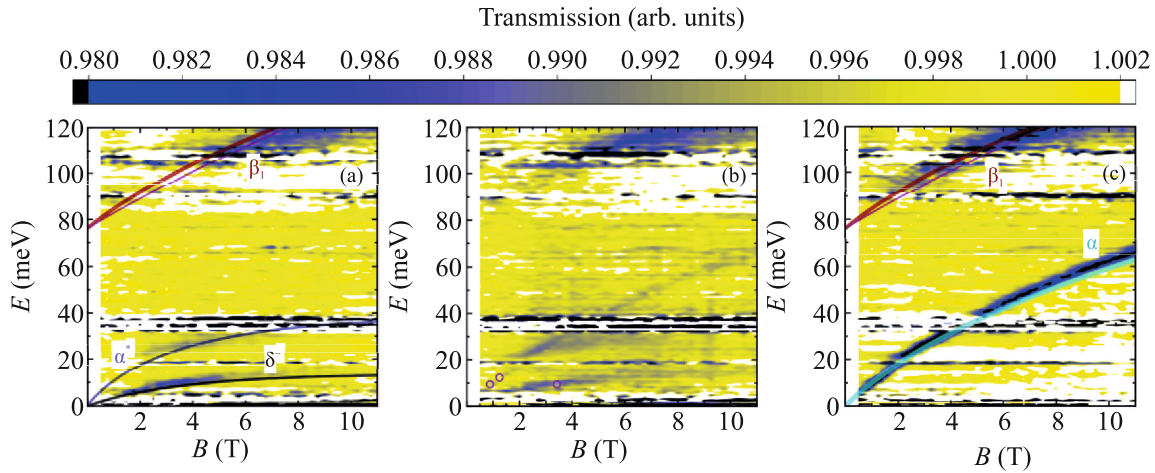 Transmission (arb. units)
0.980 0.982 0.984 0.986 0.988 0.990 0.992 0.994 0.996 0.998 1.000 1.002
120
100
80
60
40
20
0
E (meV)
2 4 6 8 10
B (T)
β₁
(a)
α*
δ⁻
120
100
80
60
40
20
0
E (meV)
2 4 6 8 10
B (T)
(b)
120
100
80
60
40
20
0
E (meV)
2 4 6 8 10
B (T)
β₁
(c)
α